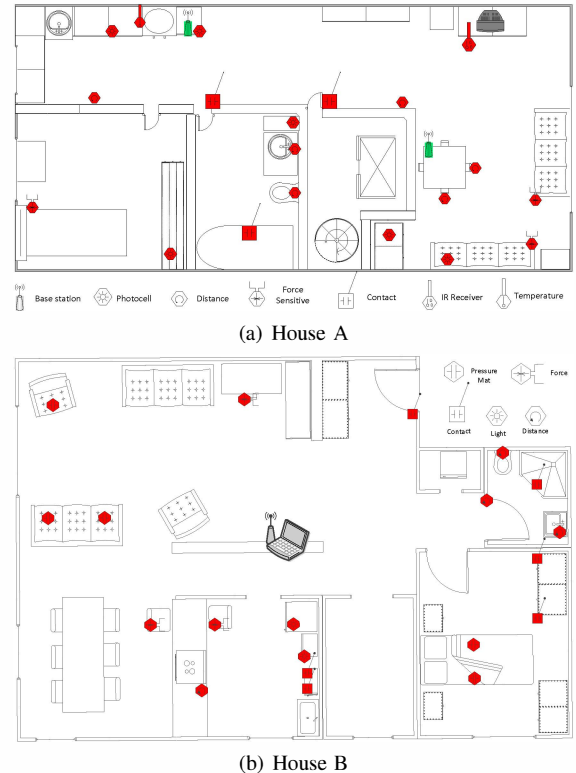 Base station
Photocell
Distance
Force
Sensitive
Contact
IR Receiver
Temperature
(a) House A
Pressure
Mat
Force
Contact
Light
Distance
(b) House B